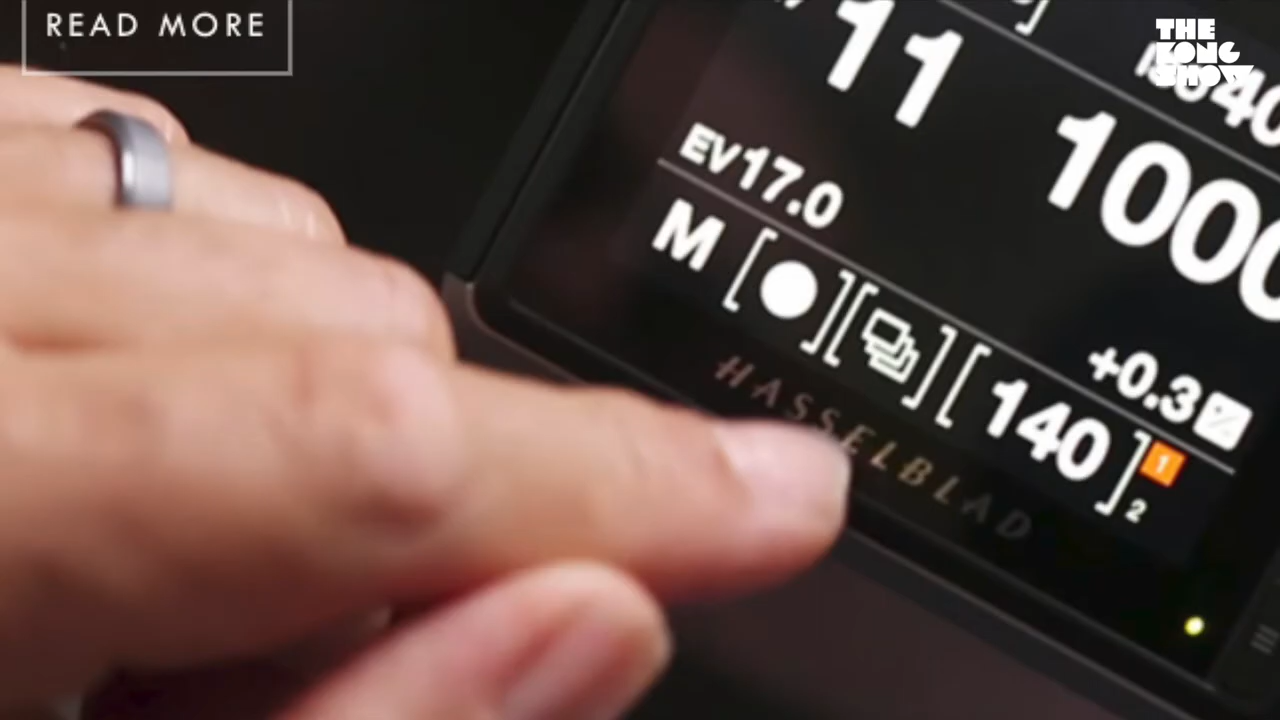 READ MORE
THE
KONG
SHOW
11
1000
EV17.0
M [●][ ][140]
+0.3
1
2
HASSELBLAD